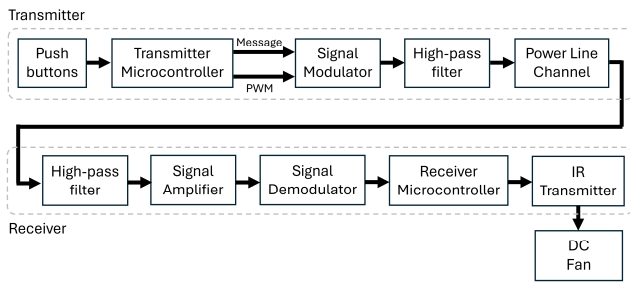 Transmitter
Push
buttons
Transmitter
Microcontroller
Message
PWM
Signal
Modulator
High-pass
filter
Power Line
Channel
High-pass
filter
Signal
Amplifier
Signal
Demodulator
Receiver
Microcontroller
IR
Transmitter
Receiver
DC
Fan